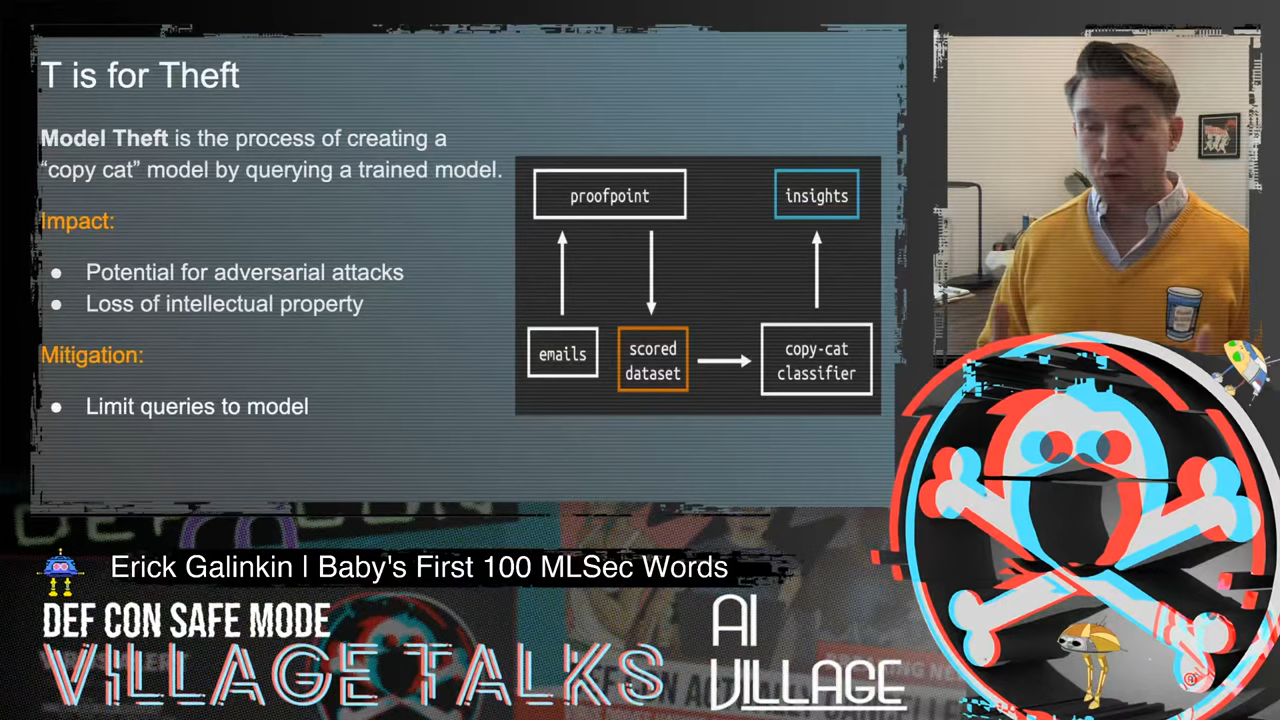 T is for Theft
Model Theft is the process of creating a
“copy cat” model by querying a trained model.
Impact:
● Potential for adversarial attacks
● Loss of intellectual property
Mitigation:
● Limit queries to model
proofpoint
insights
emails
scored
dataset
copy-cat
classifier
Erick Galinkin | Baby's First 100 MLSec Words
DEF CON SAFE MODE
VILLAGE TALKS
AI
VILLAGE